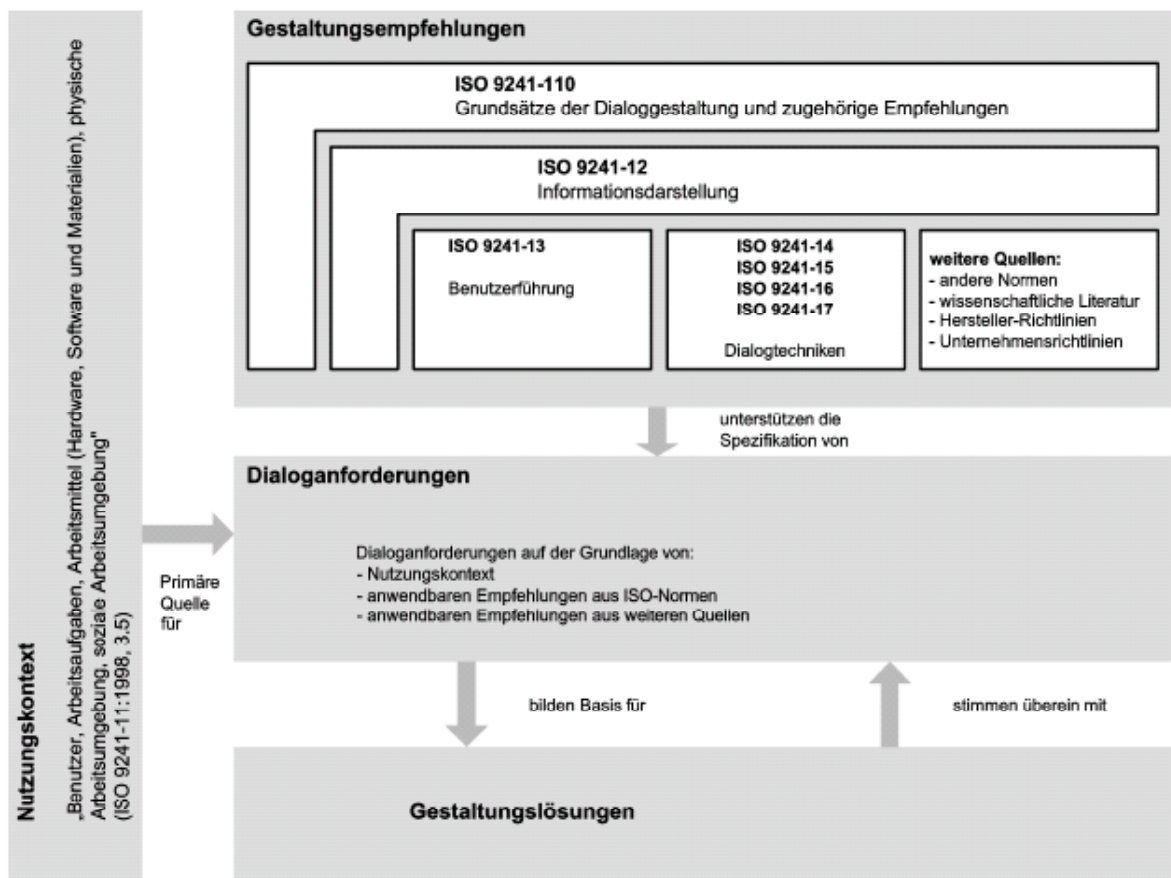 Nutzungskontext
„Benutzer, Arbeitsaufgaben, Arbeitsmittel (Hardware, Software und Materialien), physische
Arbeitsumgebung, soziale Arbeitsumgebung"
(ISO 9241-11:1998, 3.5)
Primäre
Quelle
für
Gestaltungsempfehlungen
ISO 9241-110
Grundsätze der Dialoggestaltung und zugehörige Empfehlungen
ISO 9241-12
Informationsdarstellung
ISO 9241-13
Benutzerführung
ISO 9241-14
ISO 9241-15
ISO 9241-16
ISO 9241-17
Dialogtechniken
weitere Quellen:
- andere Normen
- wissenschaftliche Literatur
- Hersteller-Richtlinien
- Unternehmensrichtlinien
unterstützen die
Spezifikation von
Dialoganforderungen
Dialoganforderungen auf der Grundlage von:
- Nutzungskontext
- anwendbaren Empfehlungen aus ISO-Normen
- anwendbaren Empfehlungen aus weiteren Quellen
bilden Basis für
stimmen überein mit
Gestaltungslösungen